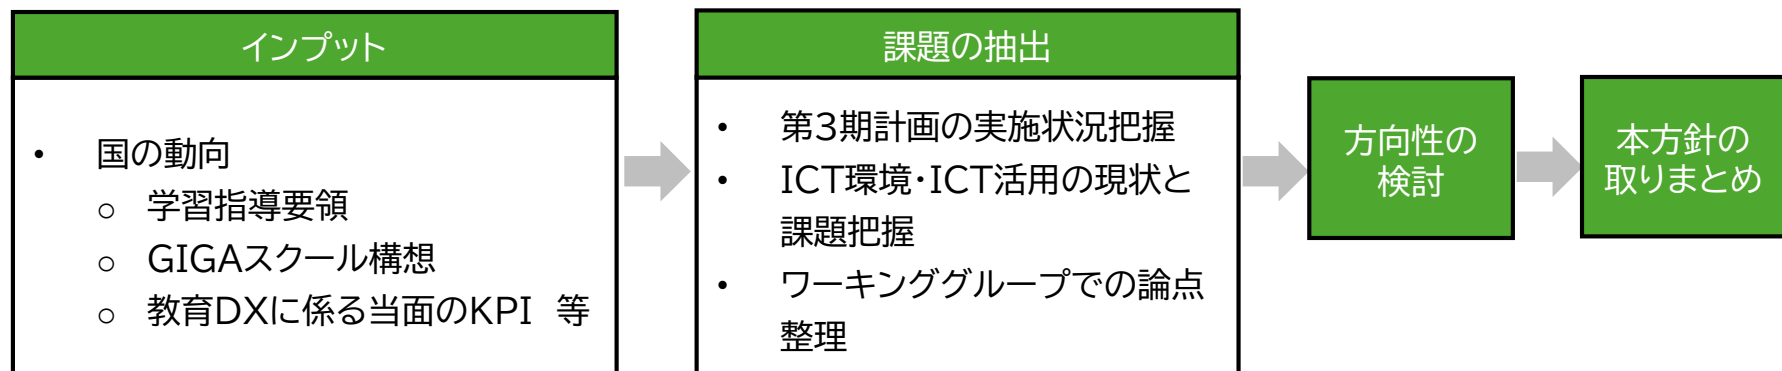 インプット
• 国の動向
o 学習指導要領
o GIGAスクール構想
o 教育DXに係る当面のKPI 等
課題の抽出
• 第3期計画の実施状況把握
• ICT環境・ICT活用の現状と
課題把握
• ワーキンググループでの論点
整理
方向性の
検討
本方針の
取りまとめ